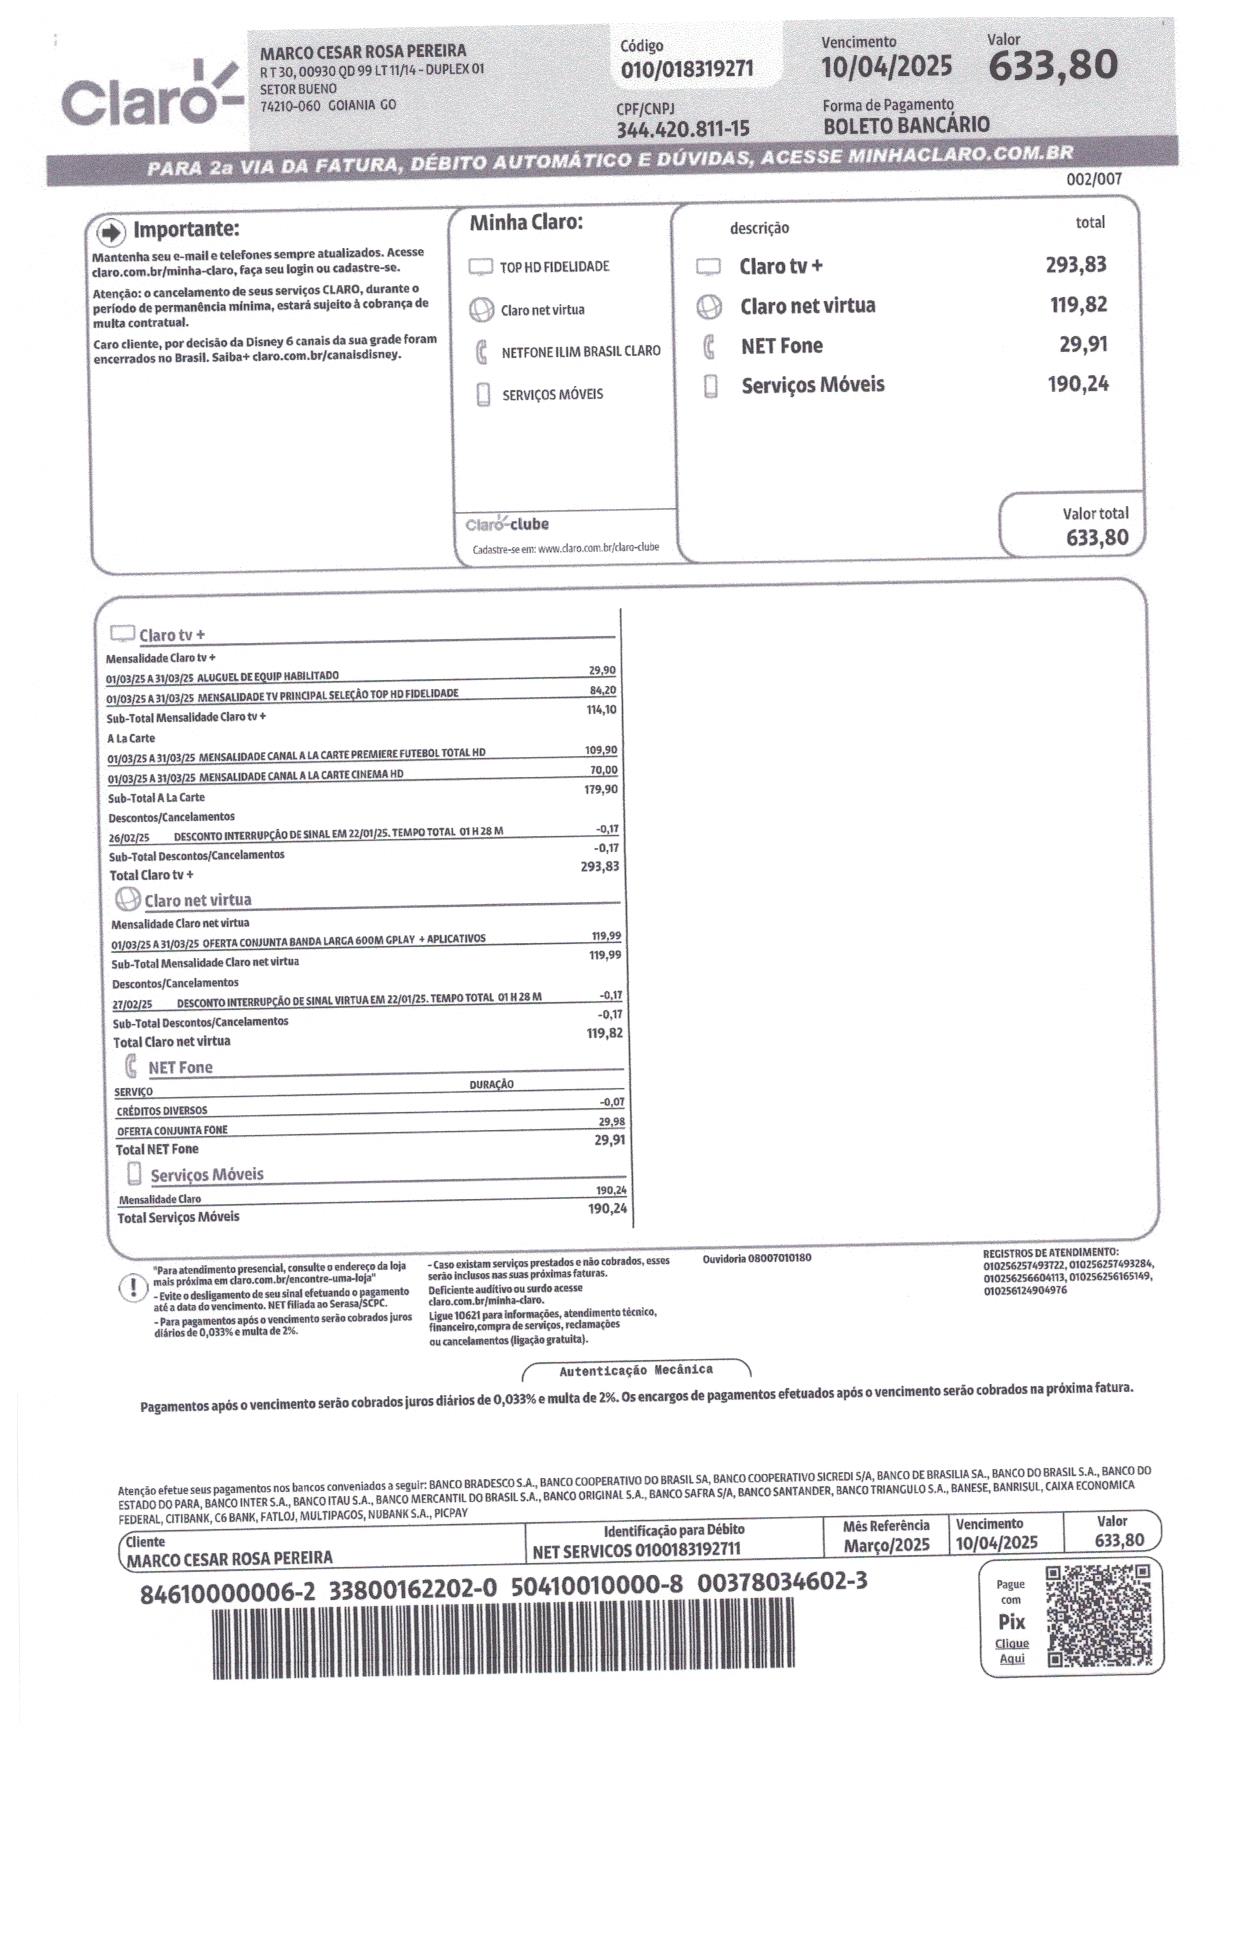 Claro
MARCO CESAR ROSA PEREIRA
R T 30, 00930 QD 99 LT 11/14 - DUPLEX 01
SETOR BUENO
74210-060 GOIANIA GO
Código
010/018319271
CPF/CNPJ
344.420.811-15
Vencimento
10/04/2025
Valor
633,80
Forma de Pagamento
BOLETO BANCÁRIO
PARA 2a VIA DA FATURA, DÉBITO AUTOMÁTICO E DÚVIDAS, ACESSE MINHACLARO.COM.BR
002/007
Importante:
Mantenha seu e-mail e telefones sempre atualizados. Acesse
claro.com.br/minha-claro, faça seu login ou cadastre-se.
Atenção: o cancelamento de seus serviços CLARO, durante o
período de permanência mínima, estará sujeito à cobrança de
multa contratual.
Caro cliente, por decisão da Disney 6 canais da sua grade foram
encerrados no Brasil. Saiba+ claro.com.br/canaisdisney.
Minha Claro:
TOP HD FIDELIDADE
Claro net virtua
NETFONE ILIM BRASIL CLARO
SERVIÇOS MÓVEIS
Claro-clube
Cadastre-se em: www.claro.com.br/claro-clube
descrição total
Claro tv + 293,83
Claro net virtua 119,82
NET Fone 29,91
Serviços Móveis 190,24
Valor total
633,80
Claro tv +
Mensalidade Claro tv +
01/03/25 A 31/03/25 ALUGUEL DE EQUIP HABILITADO 29,90
01/03/25 A 31/03/25 MENSALIDADE TV PRINCIPAL SELEÇÃO TOP HD FIDELIDADE 84,20
Sub-Total Mensalidade Claro tv + 114,10
A La Carte
01/03/25 A 31/03/25 MENSALIDADE CANAL A LA CARTE PREMIERE FUTEBOL TOTAL HD 109,90
01/03/25 A 31/03/25 MENSALIDADE CANAL A LA CARTE CINEMA HD 70,00
Sub-Total A La Carte 179,90
Descontos/Cancelamentos
26/02/25 DESCONTO INTERRUPÇÃO DE SINAL EM 22/01/25. TEMPO TOTAL 01 H 28 M -0,17
Sub-Total Descontos/Cancelamentos -0,17
Total Claro tv + 293,83
Claro net virtua
Mensalidade Claro net virtua
01/03/25 A 31/03/25 OFERTA CONJUNTA BANDA LARGA 600M GPLAY + APLICATIVOS 119,99
Sub-Total Mensalidade Claro net virtua 119,99
Descontos/Cancelamentos
27/02/25 DESCONTO INTERRUPÇÃO DE SINAL VIRTUA EM 22/01/25. TEMPO TOTAL 01 H 28 M -0,17
Sub-Total Descontos/Cancelamentos -0,17
Total Claro net virtua 119,82
NET Fone
SERVIÇO DURAÇÃO
CRÉDITOS DIVERSOS -0,07
OFERTA CONJUNTA FONE 29,98
Total NET Fone 29,91
Serviços Móveis
Mensalidade Claro 190,24
Total Serviços Móveis 190,24
"Para atendimento presencial, consulte o endereço da loja
mais próxima em claro.com.br/encontre-uma-loja"
- Evite o desligamento de seu sinal efetuando o pagamento
até a data do vencimento. NET filiada ao Serasa/SCPC.
- Para pagamentos após o vencimento serão cobrados juros
diários de 0,033% e multa de 2%.
- Caso existam serviços prestados e não cobrados, esses
serão inclusos nas suas próximas faturas.
Deficiente auditivo ou surdo acesse
claro.com.br/minha-claro.
Ligue 10621 para informações, atendimento técnico,
financeiro,compra de serviços, reclamações
ou cancelamentos (ligação gratuita).
Ouvidoria 08007010180
REGISTROS DE ATENDIMENTO:
010256257493722, 010256257493284,
010256256604113, 010256256165149,
010256124904976
Autenticação Mecânica
Pagamentos após o vencimento serão cobrados juros diários de 0,033% e multa de 2%. Os encargos de pagamentos efetuados após o vencimento serão cobrados na próxima fatura.
Atenção efetue seus pagamentos nos bancos conveniados a seguir: BANCO BRADESCO S.A., BANCO COOPERATIVO DO BRASIL SA, BANCO COOPERATIVO SICREDI S/A, BANCO DE BRASILIA SA., BANCO DO BRASIL S.A., BANCO DO
ESTADO DO PARA, BANCO INTER S.A., BANCO ITAU S.A., BANCO MERCANTIL DO BRASIL S.A., BANCO ORIGINAL S.A., BANCO SAFRA S/A, BANCO SANTANDER, BANCO TRIANGULO S.A., BANESE, BANRISUL, CAIXA ECONOMICA
FEDERAL, CITIBANK, C6 BANK, FATLOJ, MULTIPAGOS, NUBANK S.A., PICPAY
Cliente
MARCO CESAR ROSA PEREIRA
Identificação para Débito
NET SERVICOS 0100183192711
Mês Referência
Março/2025
Vencimento
10/04/2025
Valor
633,80
84610000006-2 33800162202-0 50410010000-8 00378034602-3
Pague
com
Pix
Clique
Aqui